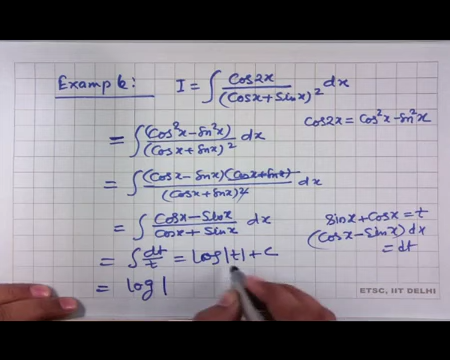 Example: I = ∫ Cos2x/(Cosx+Sinx)² dx
Cos2x = Cos²x - Sin²x
= ∫ (Cos²x - Sin²x)/(Cosx+Sinx)² dx
= ∫ (Cosx - Sinx)(Cosx+Sinx)/(Cosx+Sinx)² dx
= ∫ Cosx - Sinx/Cosx + Sinx dx
Sinx + Cosx = t
(Cosx - Sinx) dx
= dt
= ∫ dt/t = log|t| + C
= log|
ETSC, IIT DELHI